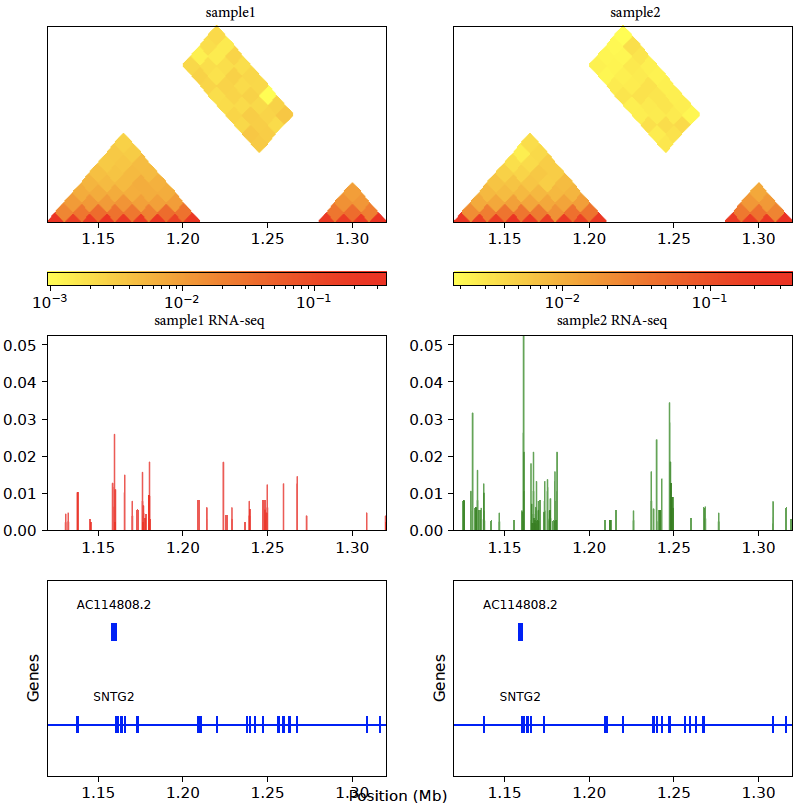 sample1 sample2
1.15 1.20 1.25 1.30 1.15 1.20 1.25 1.30
10−3 10−2 10−1 10−2 10−1
sample1 RNA-seq sample2 RNA-seq
0.05 0.05
0.04 0.04
0.03 0.03
0.02 0.02
0.01 0.01
0.00 0.00
1.15 1.20 1.25 1.30 1.15 1.20 1.25 1.30
AC114808.2 AC114808.2
Genes Genes
SNTG2 SNTG2
1.15 1.20 1.25 1.30 1.15 1.20 1.25 1.30
Position (Mb)